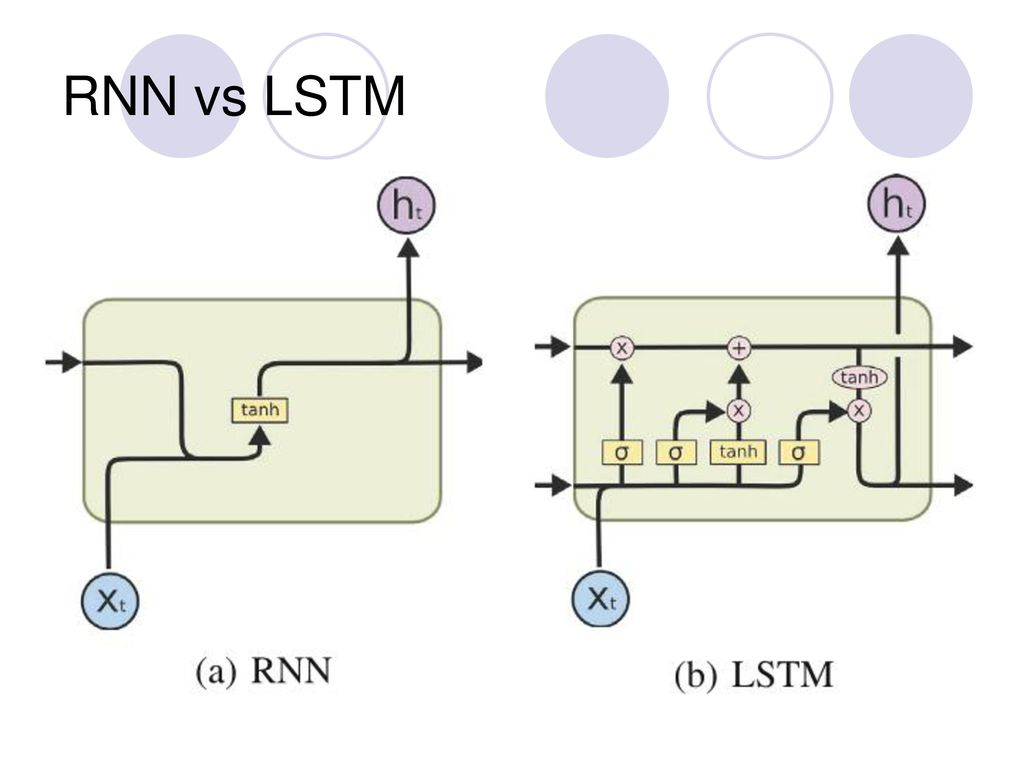 RNN vs LSTM
ht
tanh
Xt
(a) RNN
ht
x
+
tanh
x
x
σ
σ
tanh
σ
Xt
(b) LSTM